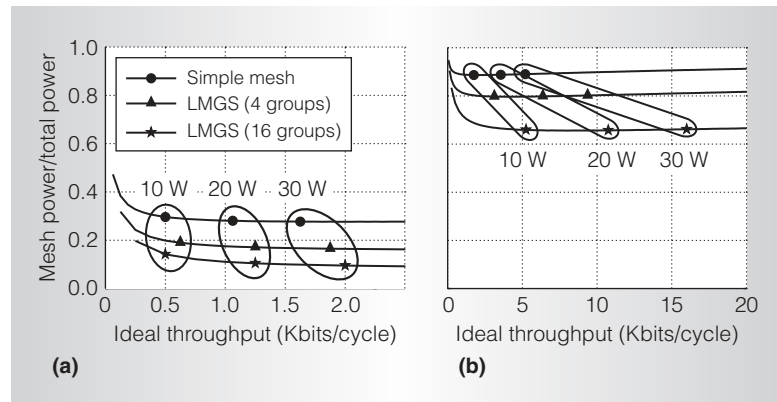 Mesh power/total power
1.0
0.8
0.6
0.4
0.2
0.0
Simple mesh
LMGS (4 groups)
LMGS (16 groups)
10 W 20 W 30 W
0 0.5 1.0 1.5 2.0
Ideal throughput (Kbits/cycle)
(a)
10 W 20 W 30 W
0 5 10 15 20
Ideal throughput (Kbits/cycle)
(b)